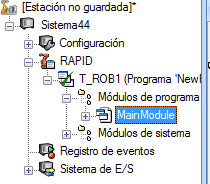 [Estación no guardada]*
Sistema44
Configuración
RAPID
T_ROB1 (Programa 'New
Módulos de programa
MainModule
Módulos de sistema
Registro de eventos
Sistema de E/S